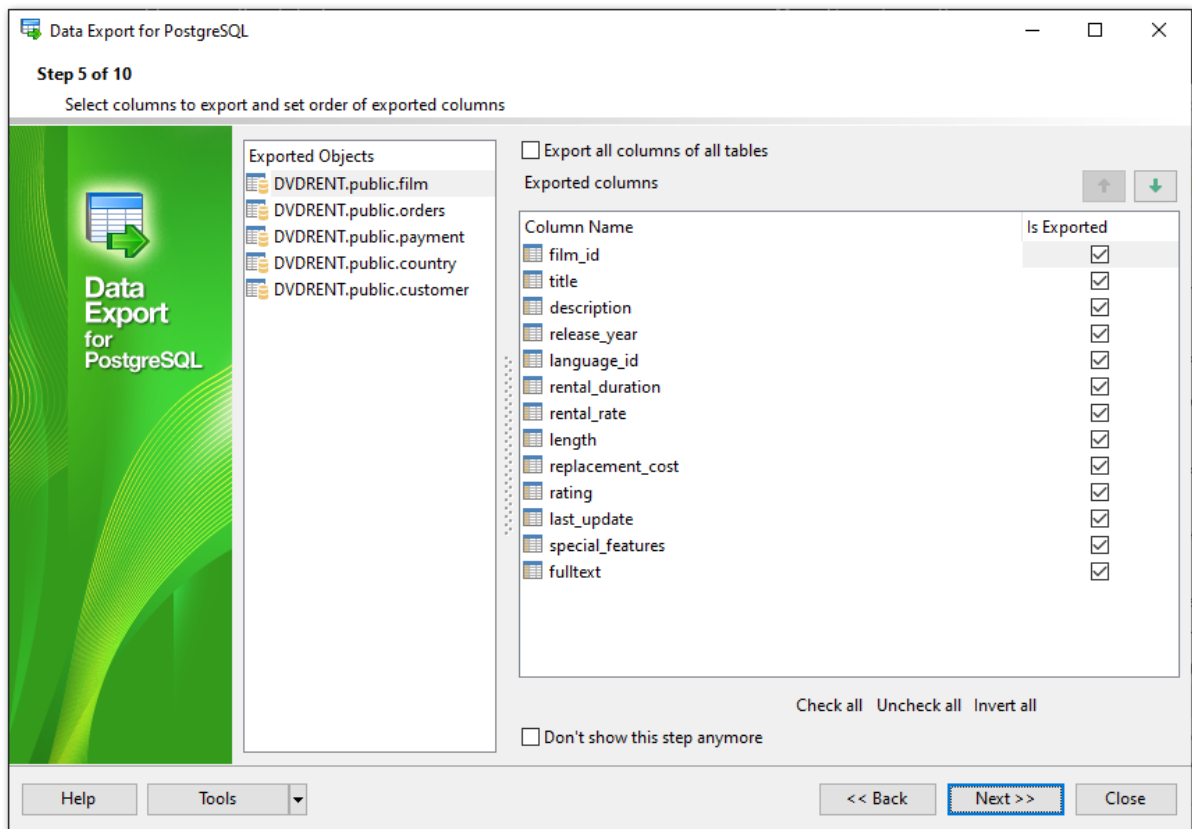 Data Export for PostgreSQL
Step 5 of 10
Select columns to export and set order of exported columns
Data
Export
for
PostgreSQL
Exported Objects
DVDRENT.public.film
DVDRENT.public.orders
DVDRENT.public.payment
DVDRENT.public.country
DVDRENT.public.customer
Export all columns of all tables
Exported columns
Column Name Is Exported
film_id
title
description
release_year
language_id
rental_duration
rental_rate
length
replacement_cost
rating
last_update
special_features
fulltext
Check all Uncheck all Invert all
Don't show this step anymore
Help Tools << Back Next >> Close